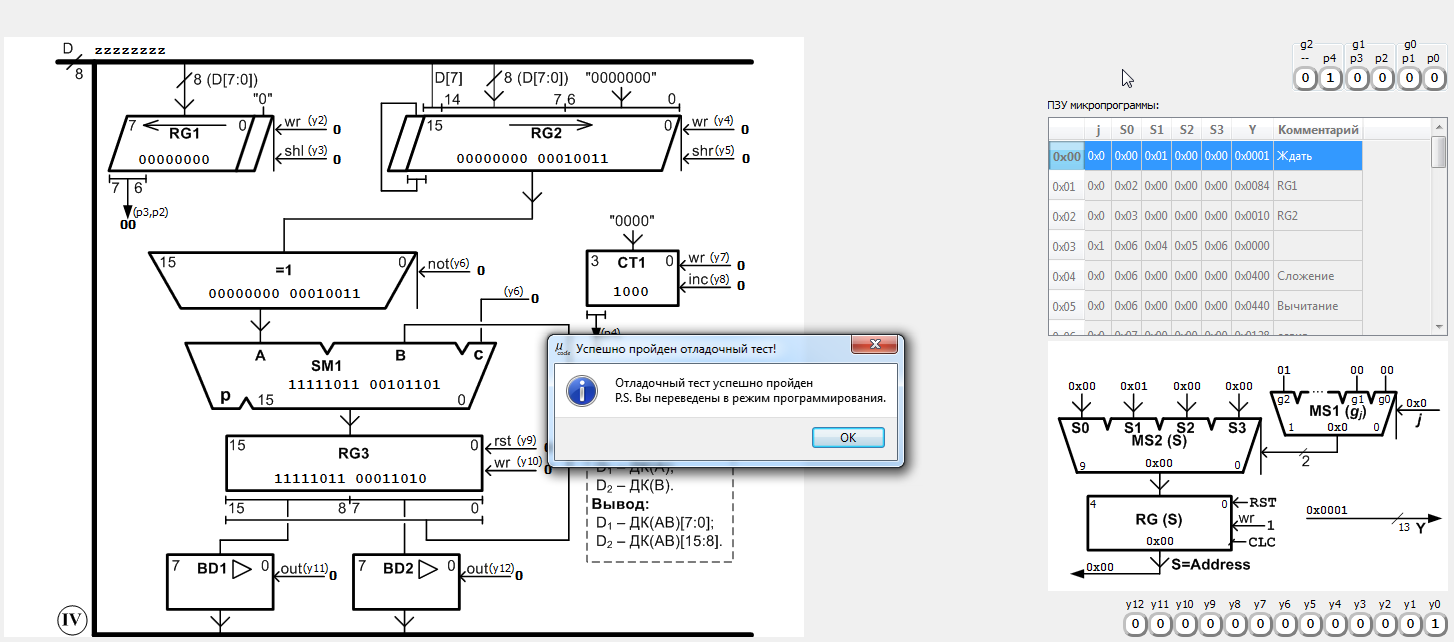 D zzzzzzzz
8
8 (D[7:0])
"0"
7 0
RG1
00000000
wr (y2) 0
shl (y3) 0
7 6
(p3,p2)
00
D[7]
8 (D[7:0])
"0000000"
14 7 6 0
15 0
RG2
00000000 00010011
wr (y4) 0
shr(y5) 0
15 0
=1
00000000 00010011
not(y6) 0
"0000"
3 CT1 0
1000
wr (y7) 0
inc(y8) 0
(p4)
(y6) 0
A B c
SM1
11111011 00101101
p 15 0
15 0
RG3
11111011 00011010
rst (y9)
wr (y10) 0
15 8 7 0
7 BD1 0
out(y11) 0
7 BD2 0
out(y12) 0
IV
D₂ – ДК(B).
Вывод:
D₁ – ДК(AB)[7:0];
D₂ – ДК(AB)[15:8].
μcode Успешно пройден отладочный тест!
Отладочный тест успешно пройден
P.S. Вы переведены в режим программирования.
OK
g2 g1 g0
-- p4 p3 p2 p1 p0
0 1 0 0 0 0
ПЗУ микропрограммы:
j S0 S1 S2 S3 Y Комментарий
0x00 0x0 0x00 0x01 0x00 0x00 0x0001 Ждать
0x01 0x0 0x02 0x00 0x00 0x00 0x0084 RG1
0x02 0x0 0x03 0x00 0x00 0x00 0x0010 RG2
0x03 0x1 0x06 0x04 0x05 0x06 0x0000
0x04 0x0 0x06 0x00 0x00 0x00 0x0400 Сложение
0x05 0x0 0x06 0x00 0x00 0x00 0x0440 Вычитание
0x00 0x01 0x00 0x00
S0 S1 S2 S3
MS2 (S)
9 0x00 0
01 00 00
g2 ... g1 g0
MS1 (gj)
1 0x0 0
0x0
j
2
4 0
RG (S)
0x00
RST
wr 1
CLC
0x00
S=Address
0x0001
13 Y
y12 y11 y10 y9 y8 y7 y6 y5 y4 y3 y2 y1 y0
0 0 0 0 0 0 0 0 0 0 0 0 1